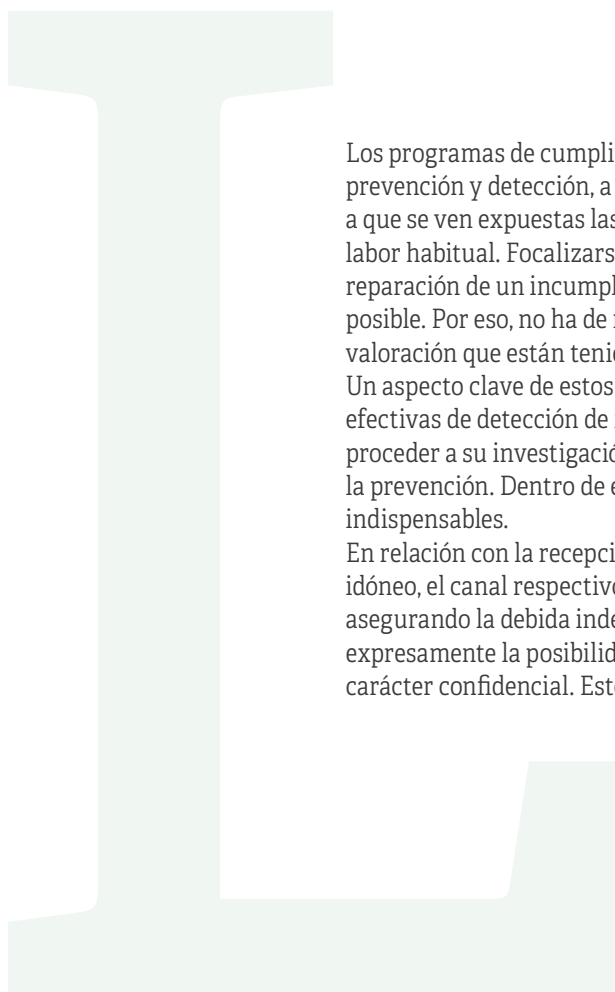 L
Los programas de cumpli
prevención y detección, a
a que se ven expuestas las
labor habitual. Focalizars
reparación de un incumpl
posible. Por eso, no ha de
valoración que están teni
Un aspecto clave de estos
efectivas de detección de
proceder a su investigació
la prevención. Dentro de
indispensables.
En relación con la recepci
idóneo, el canal respectivo
asegurando la debida inde
expresamente la posibilid
carácter confidencial. Est